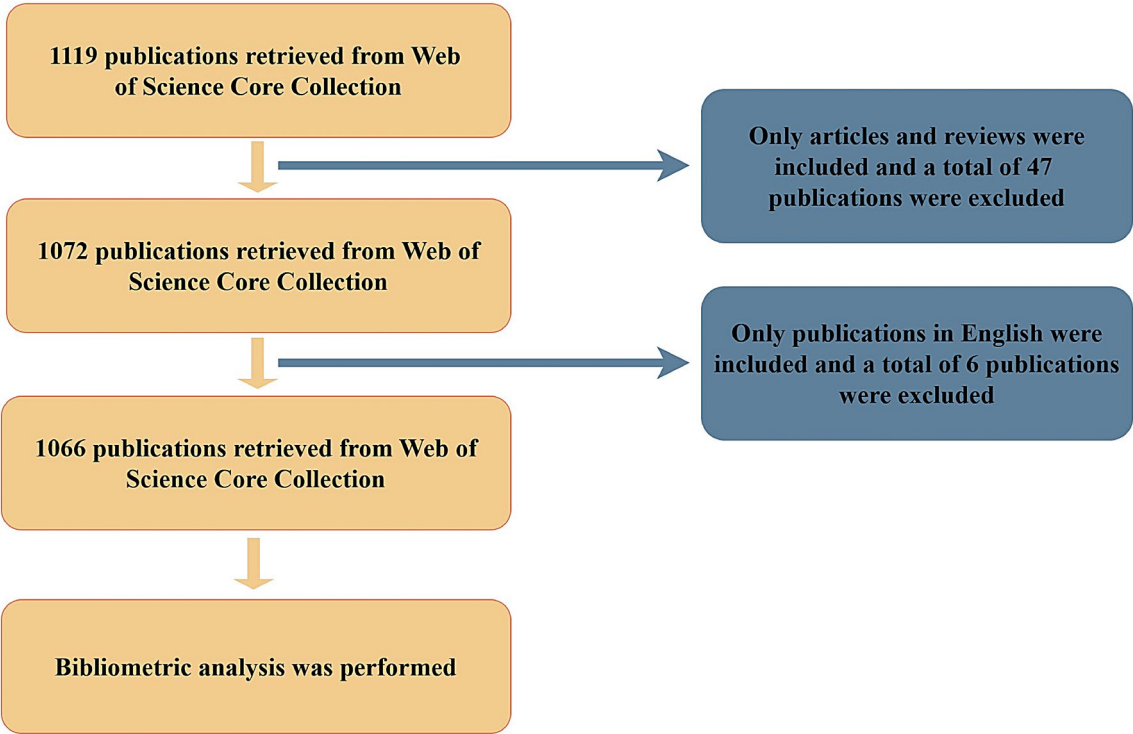 1119 publications retrieved from Web
of Science Core Collection
Only articles and reviews were
included and a total of 47
publications were excluded
1072 publications retrieved from Web of
Science Core Collection
Only publications in English were
included and a total of 6 publications
were excluded
1066 publications retrieved from Web of
Science Core Collection
Bibliometric analysis was performed